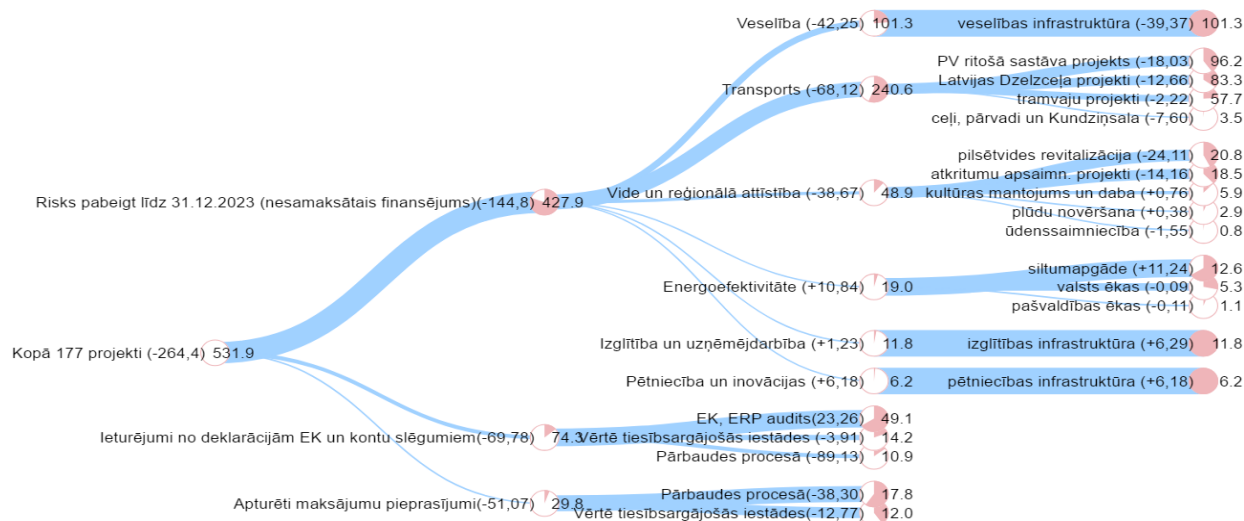 Veselība (-42,25) 101.3
veselības infrastruktūra (-39,37) 101.3
PV ritošā sastāva projekts (-18,03) 96.2
Transports (-68,12) 240.6
Latvijas Dzelzceļa projekti (-12,66) 83.3
tramvaju projekti (-2,22) 57.7
ceļi, pārvadi un Kundziņsala (-7,60) 3.5
pilsētvides revitalizācija (-24,11) 20.8
atkritumu apsaimn. projekti (-14,16) 18.5
Vide un reģionālā attīstība (-38,67) 48.9
kultūras mantojums un daba (+0,76) 5.9
Risks pabeigt līdz 31.12.2023 (nesamaksātais finansējums)(-144,8) 427.9
plūdu novēršana (+0,38) 2.9
ūdenssaimniecība (-1,55) 0.8
siltumapgāde (+11,24) 12.6
Energoefektivitāte (+10,84) 19.0
valsts ēkas (-0,09) 5.3
pašvaldības ēkas (-0,11) 1.1
Izglītība un uzņēmējdarbība (+1,23) 11.8
izglītības infrastruktūra (+6,29) 11.8
Kopā 177 projekti (-264,4) 531.9
Pētniecība un inovācijas (+6,18) 6.2
pētniecības infrastruktūra (+6,18) 6.2
EK, ERP audits(23,26) 49.1
Ieturējumi no deklarācijām EK un kontu slēgumiem(-69,78) 74.3
Vērtē tiesībsargājošās iestādes (-3,91) 14.2
Pārbaudes procesā (-89,13) 10.9
Pārbaudes procesā(-38,30) 17.8
Apturēti maksājumu pieprasījumi(-51,07) 29.8
Vērtē tiesībsargājošās iestādes(-12,77) 12.0